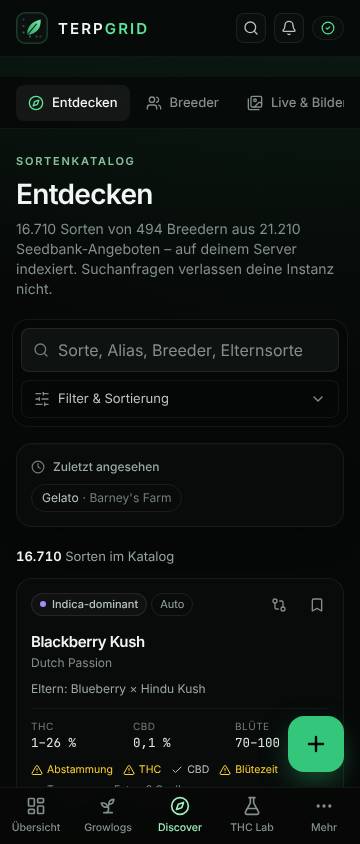 TERPGRID
Entdecken
Breeder
Live & Bilder
SORTENKATALOG
Entdecken
16.710 Sorten von 494 Breedern aus 21.210
Seedbank-Angeboten – auf deinem Server
indexiert. Suchanfragen verlassen deine Instanz
nicht.
Sorte, Alias, Breeder, Elternsorte
Filter & Sortierung
Zuletzt angesehen
Gelato · Barney's Farm
16.710 Sorten im Katalog
Indica-dominant
Auto
Blackberry Kush
Dutch Passion
Eltern: Blueberry × Hindu Kush
THC CBD BLÜTE
1–26 % 0,1 % 70–100
Abstammung THC CBD Blütezeit
Übersicht Growlogs Discover THC Lab Mehr